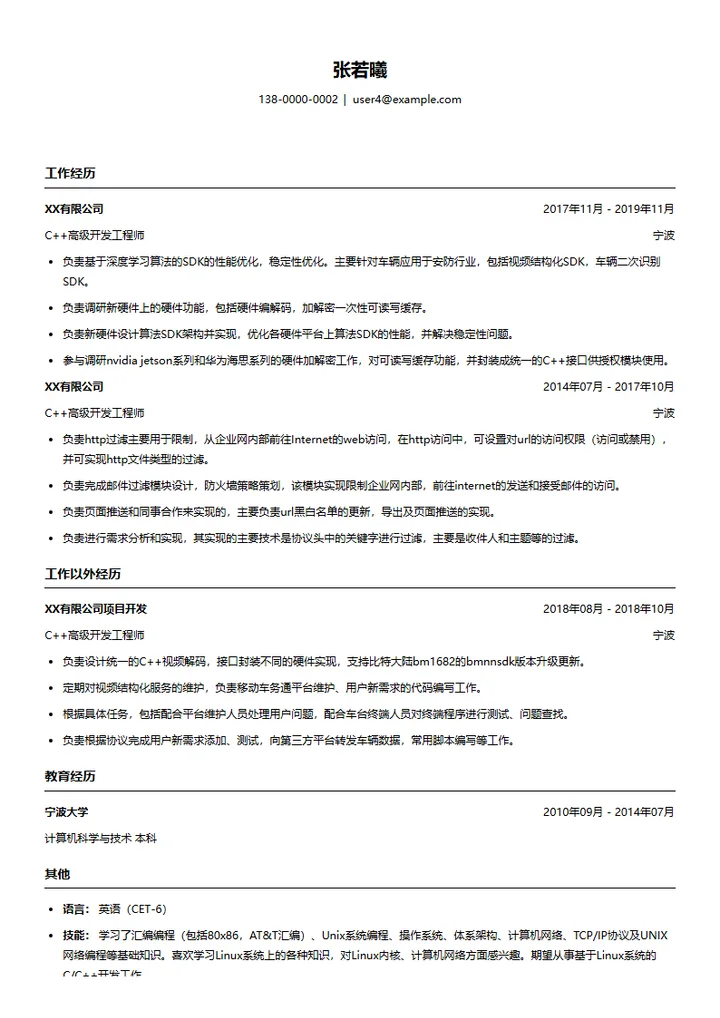 张若曦
138-0000-0002 | user4@example.com
工作经历
XX有限公司 2017年11月 - 2019年11月
C++高级开发工程师 宁波
• 负责基于深度学习算法的SDK的性能优化，稳定性优化。主要针对车辆应用于安防行业，包括视频结构化SDK，车辆二次识别
SDK。
• 负责调研新硬件上的硬件功能，包括硬件编解码，加解密一次性可读写缓存。
• 负责新硬件设计算法SDK架构并实现，优化各硬件平台上算法SDK的性能，并解决稳定性问题。
• 参与调研nvidia jetson系列和华为海思系列的硬件加解密工作，对可读写缓存功能，并封装成统一的C++接口供授权模块使用。
XX有限公司 2014年07月 - 2017年10月
C++高级开发工程师 宁波
• 负责http过滤主要用于限制，从企业网内部前往Internet的web访问，在http访问中，可设置对url的访问权限（访问或禁用），
并可实现http文件类型的过滤。
• 负责完成邮件过滤模块设计，防火墙策略策划，该模块实现限制企业网内部，前往internet的发送和接受邮件的访问。
• 负责页面推送和同事合作来实现的，主要负责url黑白名单的更新，导出及页面推送的实现。
• 负责进行需求分析和实现，其实现的主要技术是协议头中的关键字进行过滤，主要是收件人和主题等的过滤。
工作以外经历
XX有限公司项目开发 2018年08月 - 2018年10月
C++高级开发工程师 宁波
• 负责设计统一的C++视频解码，接口封装不同的硬件实现，支持比特大陆bm1682的bmnnsdk版本升级更新。
• 定期对视频结构化服务的维护，负责移动车务通平台维护、用户新需求的代码编写工作。
• 根据具体任务，包括配合平台维护人员处理用户问题，配合车台终端人员对终端程序进行测试、问题查找。
• 负责根据协议完成用户新需求添加、测试，向第三方平台转发车辆数据，常用脚本编写等工作。
教育经历
宁波大学 2010年09月 - 2014年07月
计算机科学与技术 本科
其他
• 语言： 英语（CET-6）
• 技能： 学习了汇编编程（包括80x86，AT&T汇编）、Unix系统编程、操作系统、体系架构、计算机网络、TCP/IP协议及UNIX
网络编程等基础知识。喜欢学习Linux系统上的各种知识，对Linux内核、计算机网络方面感兴趣。期望从事基于Linux系统的
C/C++开发工作